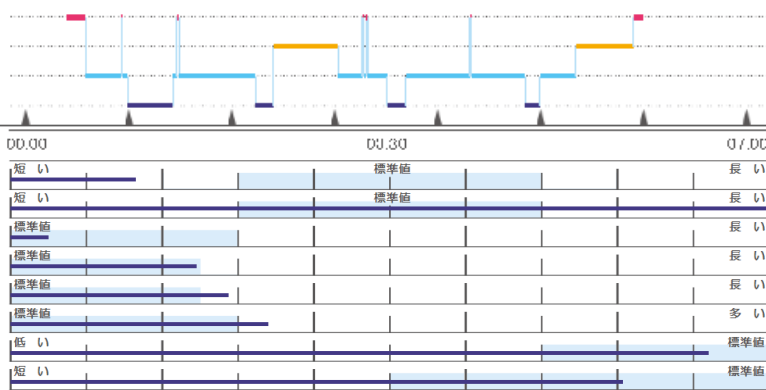 00:00 03:30 07:00
短い 標準値 長い
短い 標準値 長い
標準値 長い
標準値 長い
標準値 長い
標準値 多い
低い 標準値
短い 標準値